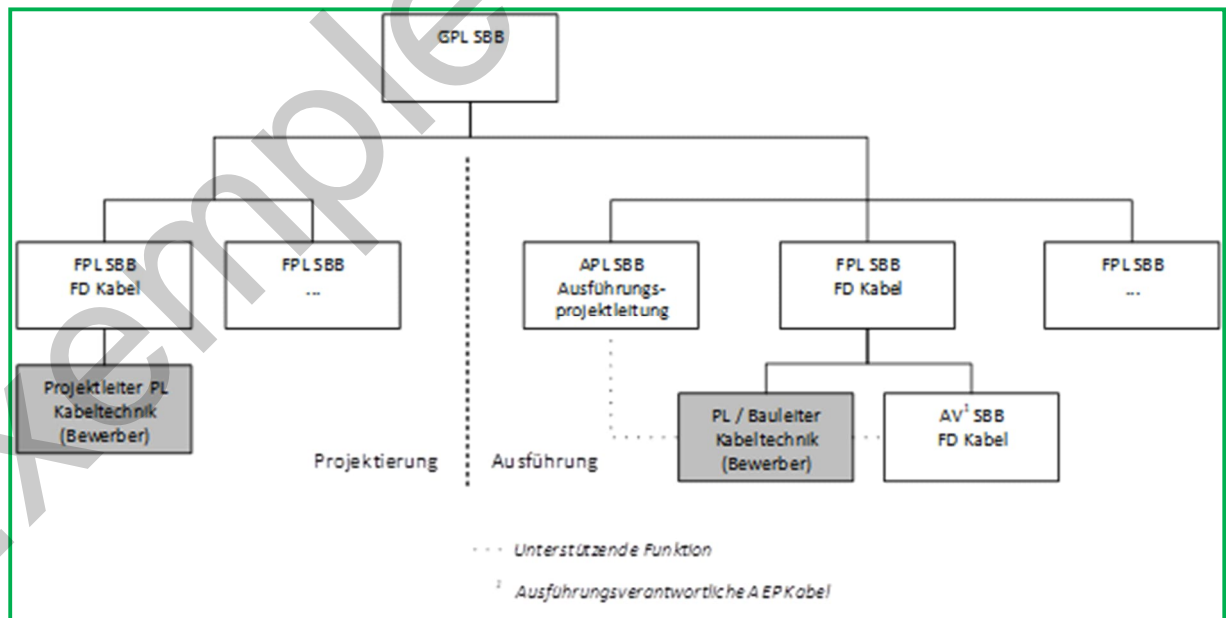 GPL SBB
FPL SBB
FD Kabel
FPL SBB
...
APL SBB
Ausführungs-
projektleitung
FPL SBB
FD Kabel
FPL SBB
...
Projektleiter PL
Kabeltechnik
(Bewerber)
PL / Bauleiter
Kabeltechnik
(Bewerber)
AV¹ SBB
FD Kabel
Projektierung
Ausführung
Unterstützende Funktion
¹ Ausführungsverantwortliche AEP Kabel
xemple